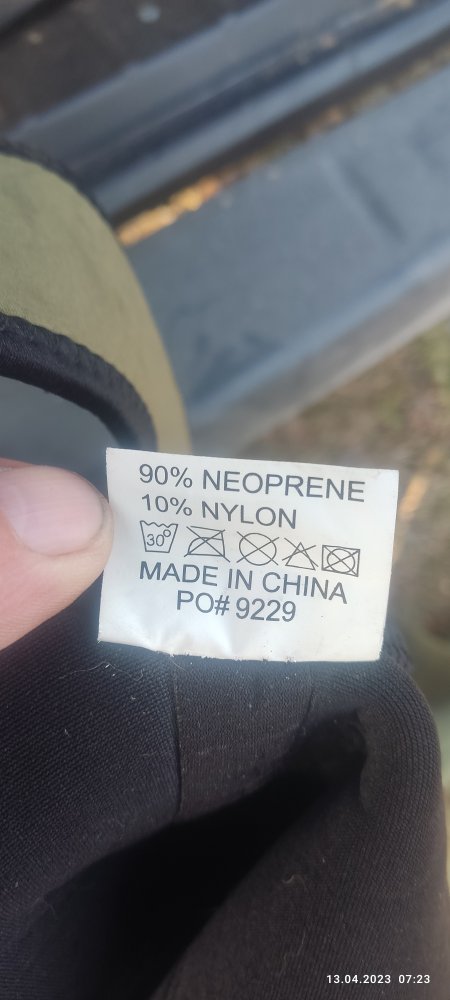 90% NEOPRENE
10% NYLON
30°
MADE IN CHINA
PO# 9229
13.04.2023 07:23